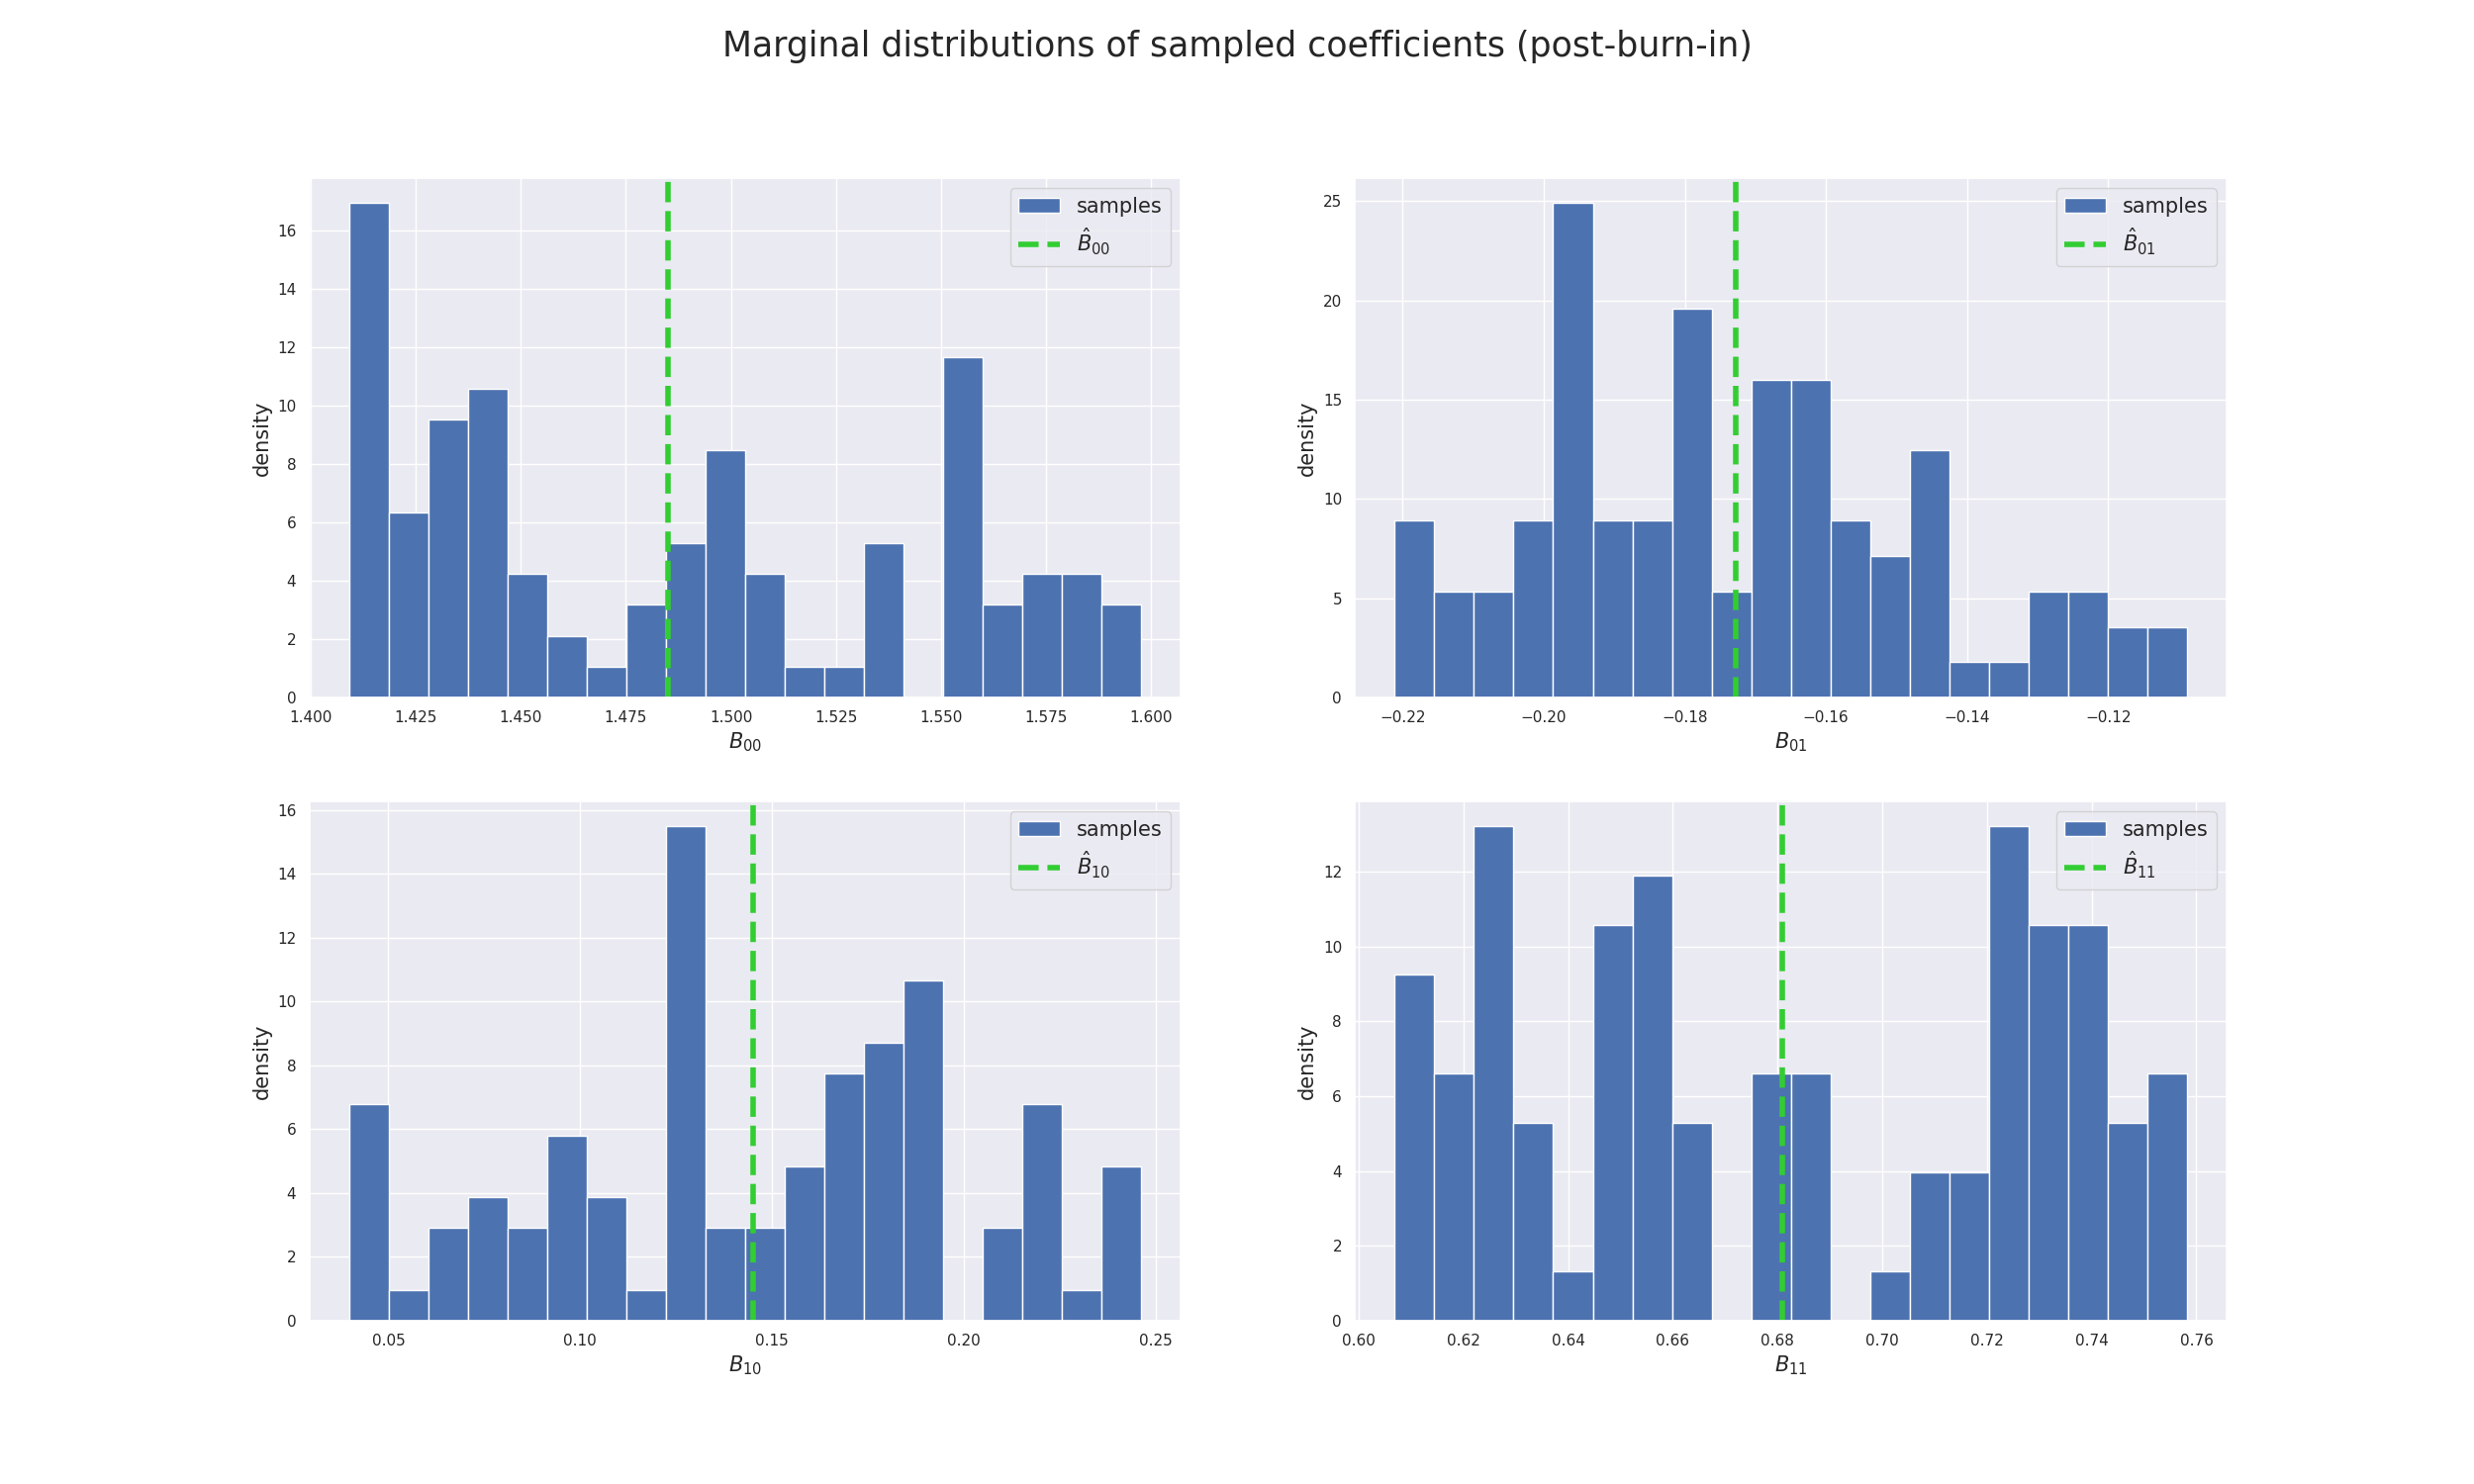 Marginal distributions of sampled coefficients (post-burn-in)
samples
B̂₀₀
density
16
14
12
10
8
6
4
2
0
1.400 1.425 1.450 1.475 1.500 1.525 1.550 1.575 1.600
B₀₀
samples
B̂₀₁
density
25
20
15
10
5
0
−0.22 −0.20 −0.18 −0.16 −0.14 −0.12
B₀₁
samples
B̂₁₀
density
16
14
12
10
8
6
4
2
0
0.05 0.10 0.15 0.20 0.25
B₁₀
samples
B̂₁₁
density
12
10
8
6
4
2
0
0.60 0.62 0.64 0.66 0.68 0.70 0.72 0.74 0.76
B₁₁